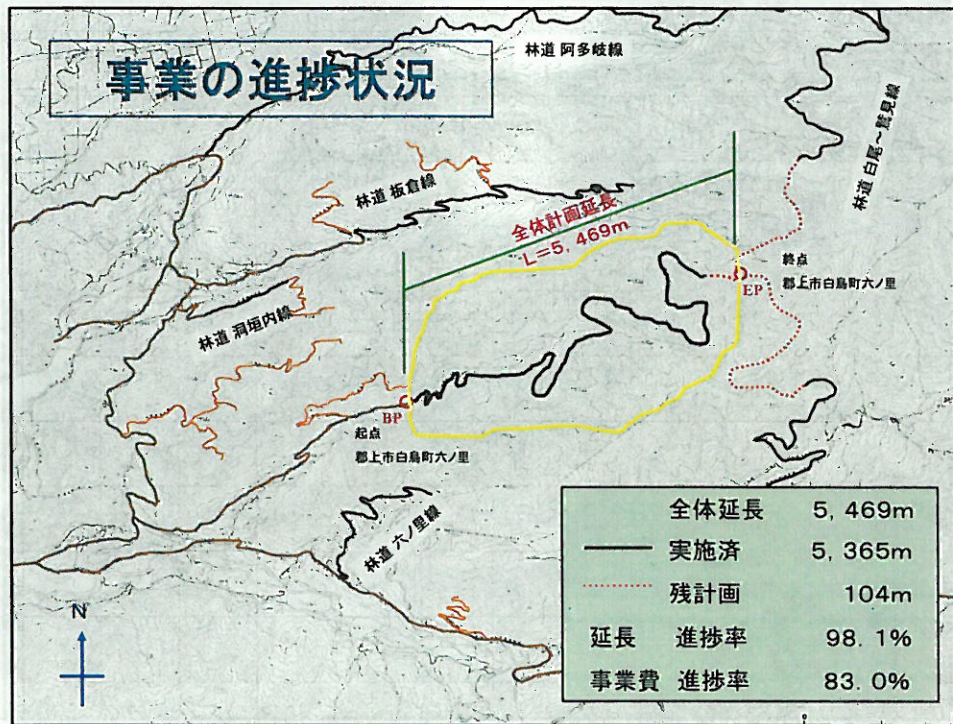 事業の進捗状況
林道 阿多岐線
林道 白尾～鷲見線
林道 板倉線
全体計画延長
L=5,469m
終点
郡上市白鳥町六ノ里
EP
林道 洞垣内線
BP
起点
郡上市白鳥町六ノ里
林道 六ノ里線
N
全体延長 5,469m
実施済 5,365m
残計画 104m
延長 進捗率 98.1%
事業費 進捗率 83.0%